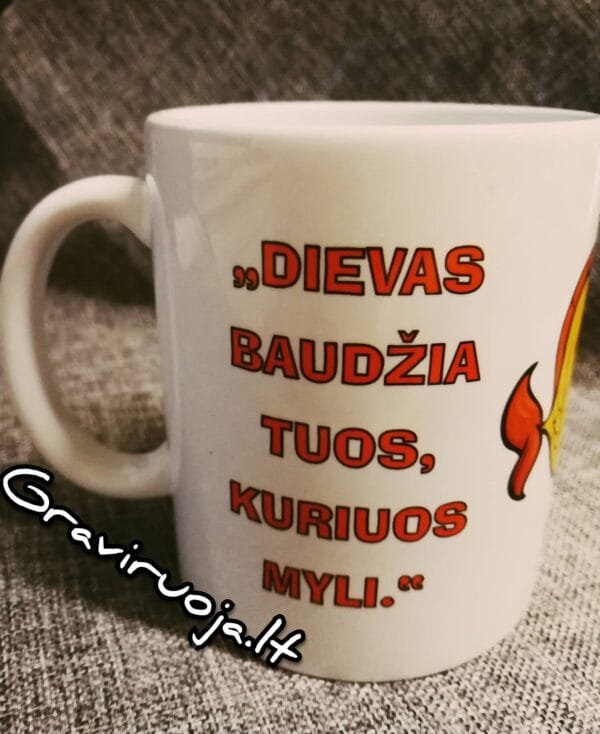 „DIEVAS
BAUDŽIA
TUOS,
KURIUOS
MYLI.“
Graviruoja.lt